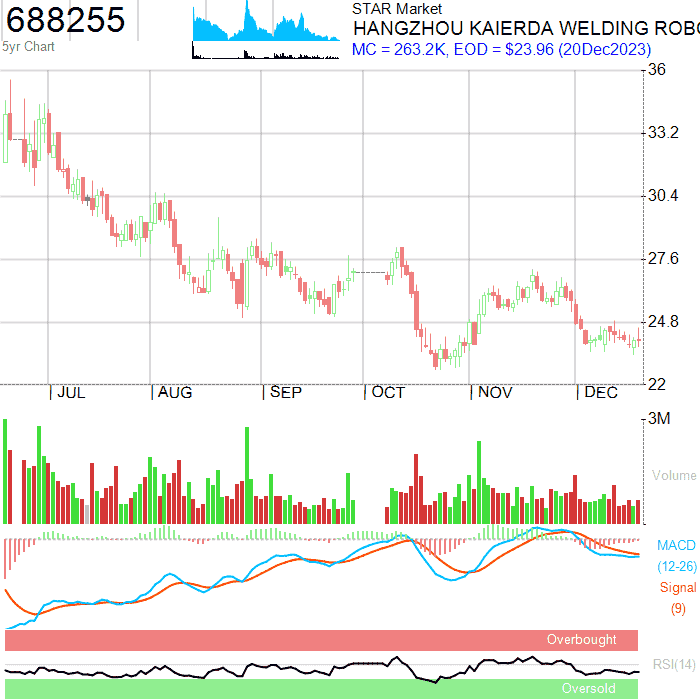 688255
5yr Chart
STAR Market
HANGZHOU KAIERDA WELDING ROBO
MC = 263.2K, EOD = $23.96 (20Dec2023)
36
33.2
30.4
27.6
24.8
22
JUL AUG SEP OCT NOV DEC
3M
Volume
MACD
(12-26)
Signal
(9)
Overbought
RSI(14)
Oversold